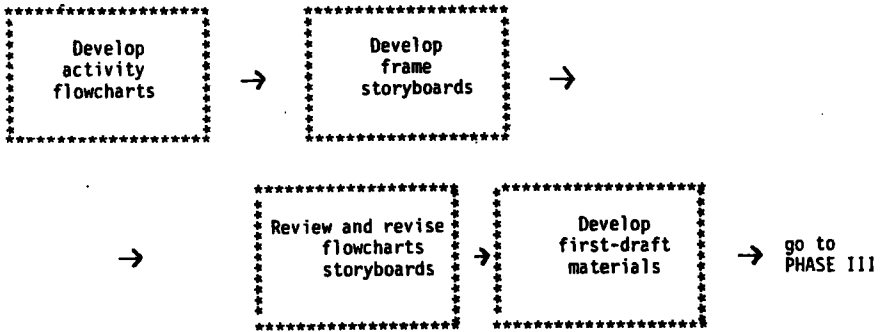 Develop
activity
flowcharts
→
Develop
frame
storyboards
→
→
Review and revise
flowcharts
storyboards
→
Develop
first-draft
materials
→
go to
PHASE III